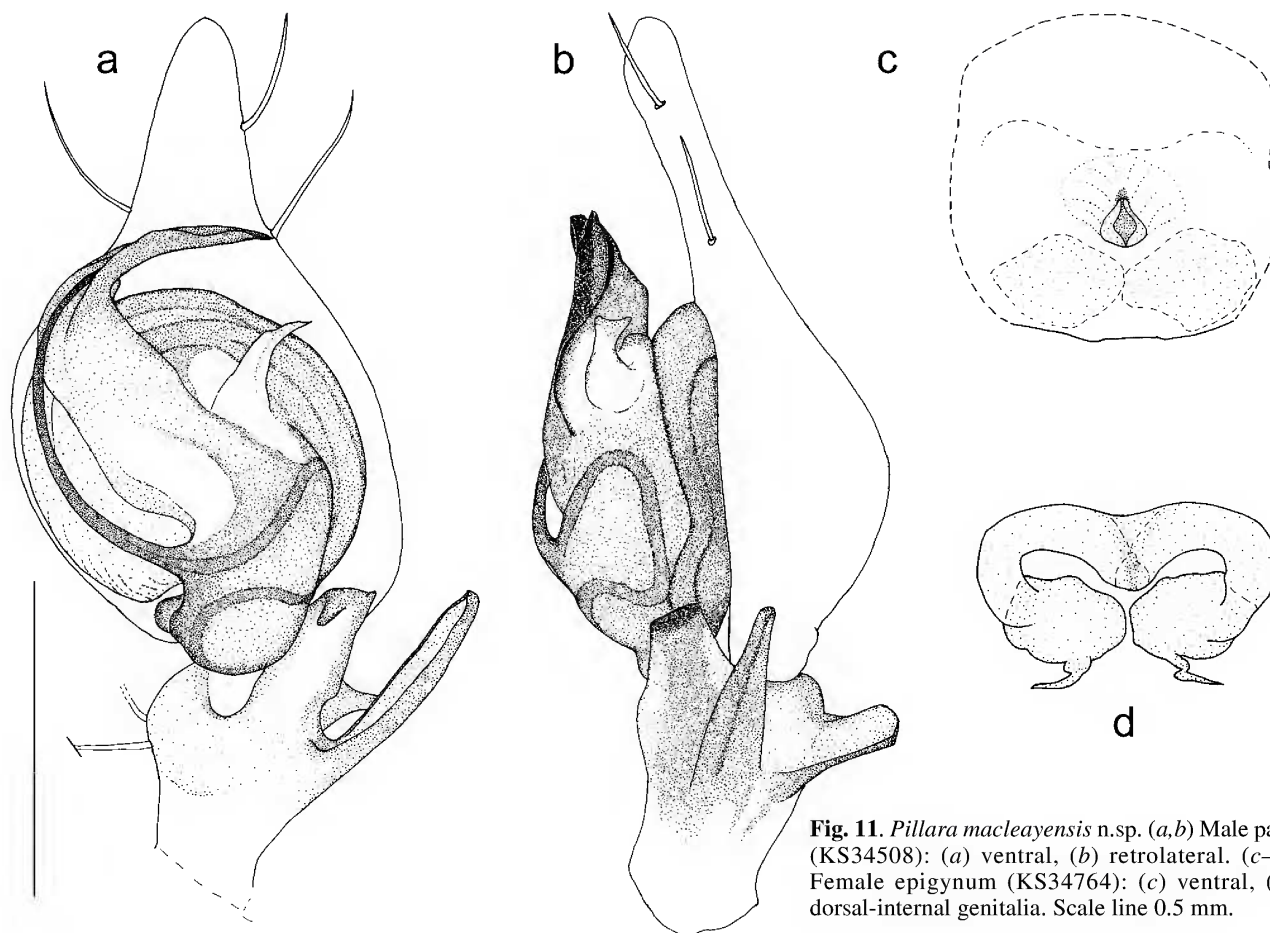 a
b
c
d
Fig. 11. Pillara macleayensis n.sp. (a,b) Male pa
(KS34508): (a) ventral, (b) retrolateral. (c–
Female epigynum (KS34764): (c) ventral, (
dorsal-internal genitalia. Scale line 0.5 mm.